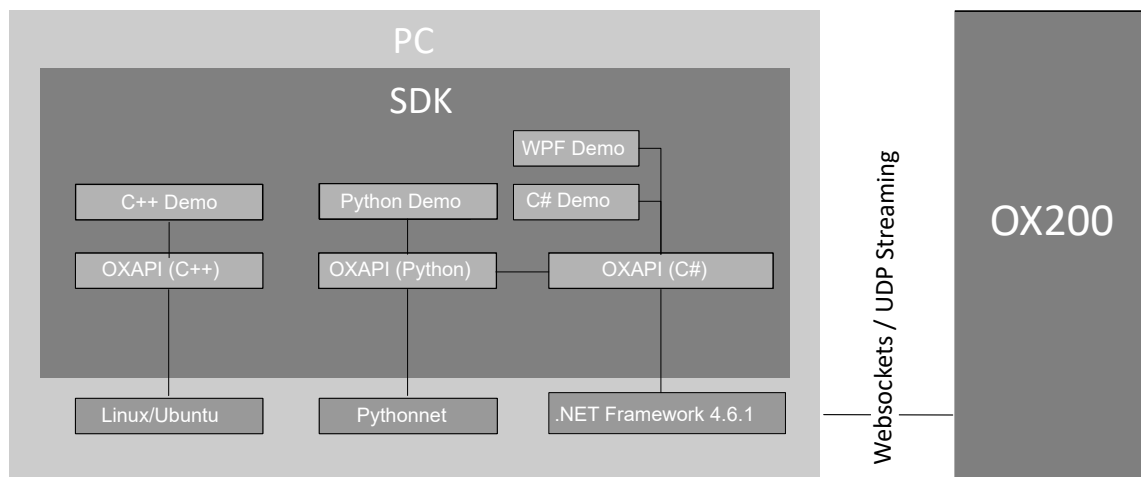 PC
SDK
WPF Demo
C++ Demo
Python Demo
C# Demo
OXAPI (C++)
OXAPI (Python)
OXAPI (C#)
Linux/Ubuntu
Pythonnet
.NET Framework 4.6.1
Websockets / UDP Streaming
OX200